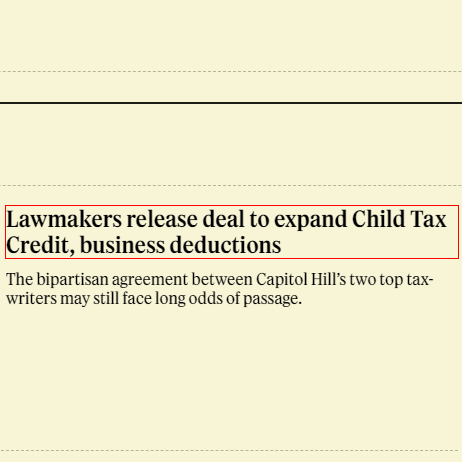 Lawmakers release deal to expand Child Tax
Credit, business deductions
The bipartisan agreement between Capitol Hill’s two top tax-
writers may still face long odds of passage.